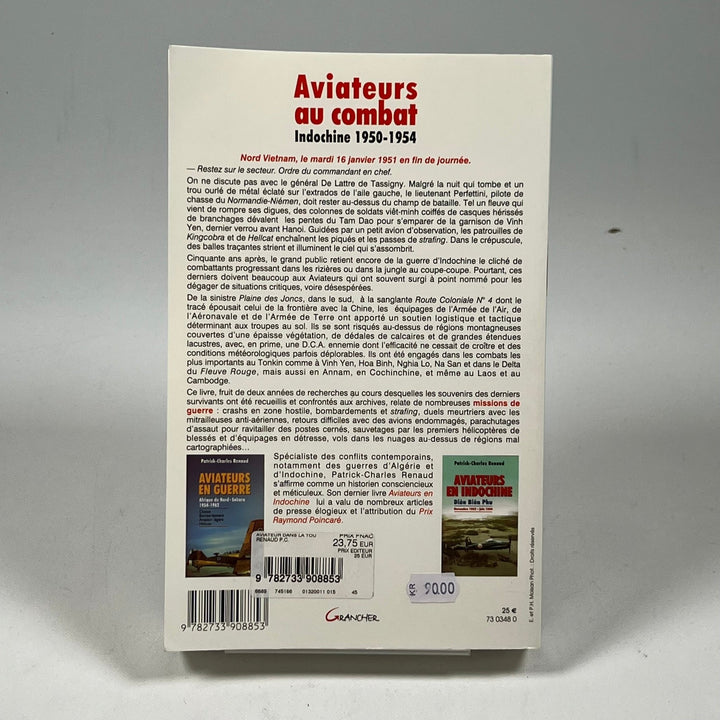 Aviateurs
au combat
Indochine 1950-1954
Nord Vietnam, le mardi 16 janvier 1951 en fin de journée.
— Restez sur le secteur. Ordre du commandant en chef.
On ne discute pas avec le général De Lattre de Tassigny. Malgré la nuit qui tombe et un
trou ourlé de métal éclaté sur l'extrados de l'aile gauche, le lieutenant Perfettini, pilote
de chasse du Normandie-Niémen, doit rester au-dessus du champ de bataille. Tel un fleuve qui
vient de rompre ses digues, des colonnes de soldats viêt-minh coiffés de casques hérissés
de branchages dévalent les pentes du Tam Dao pour s'emparer de la garnison de Vinh
Yen, dernier verrou avant Hanoi. Guidées par un petit avion d'observation, les patrouilles de
Kingcobra et de Hellcat enchaînent les piqués et les passes de strafing. Dans le crépuscule,
des balles traçantes strient et illuminent le ciel qui s'assombrit.
Cinquante ans après, le grand public retient encore de la guerre d'Indochine le cliché de
combattants progressant dans les rizières ou dans la jungle au coupe-coupe. Pourtant, ces
derniers doivent beaucoup aux Aviateurs qui ont souvent surgi à point nommé pour les
dégager de situations critiques, voire désespérées.
De la sinistre Plaine des Joncs, dans le sud, à la sanglante Route Coloniale N° 4 dont le
tracé épousait celui de la frontière avec la Chine, les équipages de l'Armée de l'Air, de
l'Aéronavale et de l'Armée de Terre ont apporté un soutien logistique et tactique
déterminant aux troupes au sol. Ils se sont risqués au-dessus de régions montagneuses
couvertes d'une épaisse végétation, de dédales de calcaires et de grandes étendues
lacustres, avec, en prime, une D.C.A. ennemie dont l'efficacité ne cessait de croître et des
conditions météorologiques parfois déplorables. Ils ont été engagés dans les combats les
plus importants au Tonkin comme à Vinh Yen, Hoa Binh, Nghia Lo, Na San et dans le Delta
du Fleuve Rouge, mais aussi en Annam, en Cochinchine, et même au Laos et au
Cambodge.
Ce livre, fruit de deux années de recherches au cours desquelles les souvenirs des derniers
survivants ont été recueillis et confrontés aux archives, relate de nombreuses missions de
guerre : crashs en zone hostile, bombardements et strafing, duels meurtriers avec les
mitrailleuses anti-aériennes, retours difficiles avec des avions endommagés, parachutages
d'assaut pour ravitailler des postes cernés, sauvetages par les premiers hélicoptères de
blessés et d'équipages en détresse, vols dans les nuages au-dessus de régions mal
cartographiées...
Spécialiste des conflits contemporains,
notamment des guerres d'Algérie et
d'Indochine, Patrick-Charles Renaud
s'affirme comme un historien consciencieux
et méticuleux. Son dernier livre Aviateurs en
Indochine lui a valu de nombreux articles
de presse élogieux et l'attribution du Prix
Raymond Poincaré.
Patrick-Charles Renaud
AVIATEURS
EN GUERRE
Afrique du Nord - Sahara
1954-1962
Patrick-Charles Renaud
AVIATEURS
EN INDOCHINE
Diên Biên Phu
AVIATEUR DANS LA TOU
RENAUD P.C.
PRIX FNAC
23,75 EUR
PRIX EDITEUR
25 EUR
9 782733 908853
745166 01320011 015 45
KR 90.00
9 782733 908853
GRANCHER
25 €
73 0348 0
E. et P.H. Moisan Phot. : Droits réservés